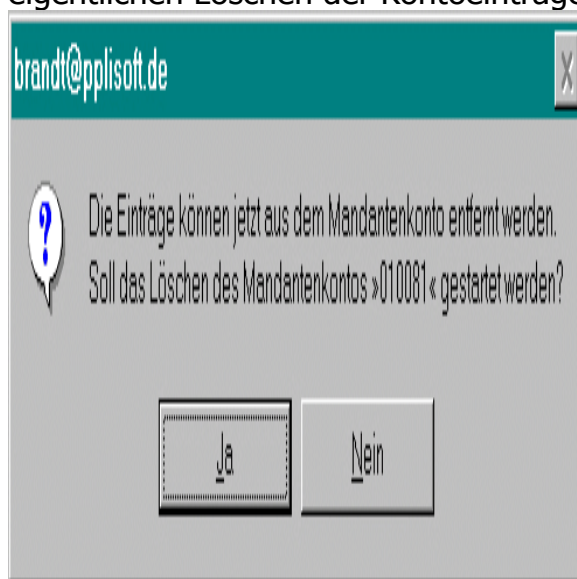 eigentlichen Löschen der Kontoeinträge
brandt@pplisoft.de
Die Einträge können jetzt aus dem Mandantenkonto entfernt werden.
Soll das Löschen des Mandantenkontos »010081« gestartet werden?
Ja
Nein